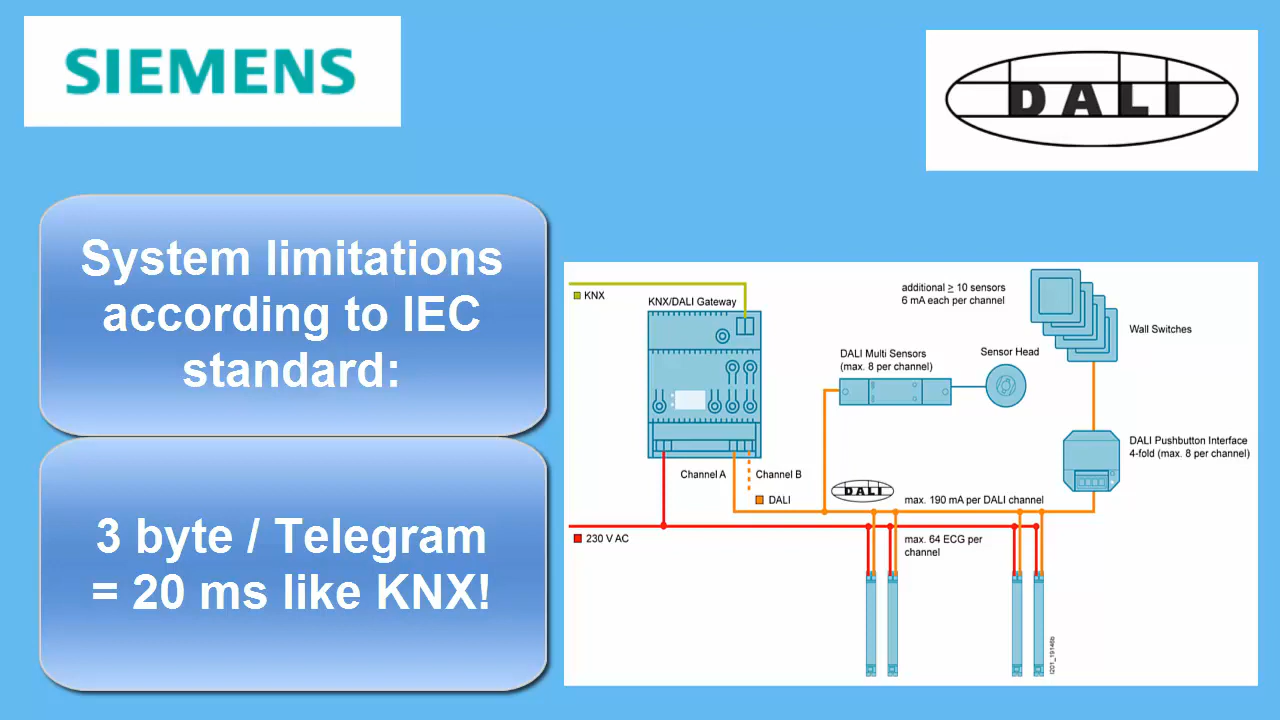 SIEMENS
DALI
System limitations
according to IEC
standard:
3 byte / Telegram
= 20 ms like KNX!
KNX
KNX/DALI Gateway
additional ≥ 10 sensors
6 mA each per channel
Wall Switches
DALI Multi Sensors
(max. 8 per channel)
Sensor Head
DALI Pushbutton Interface
4-fold (max. 8 per channel)
Channel A
Channel B
DALI
DALI
max. 190 mA per DALI channel
230 V AC
max. 64 ECG per
channel
I201_19146b